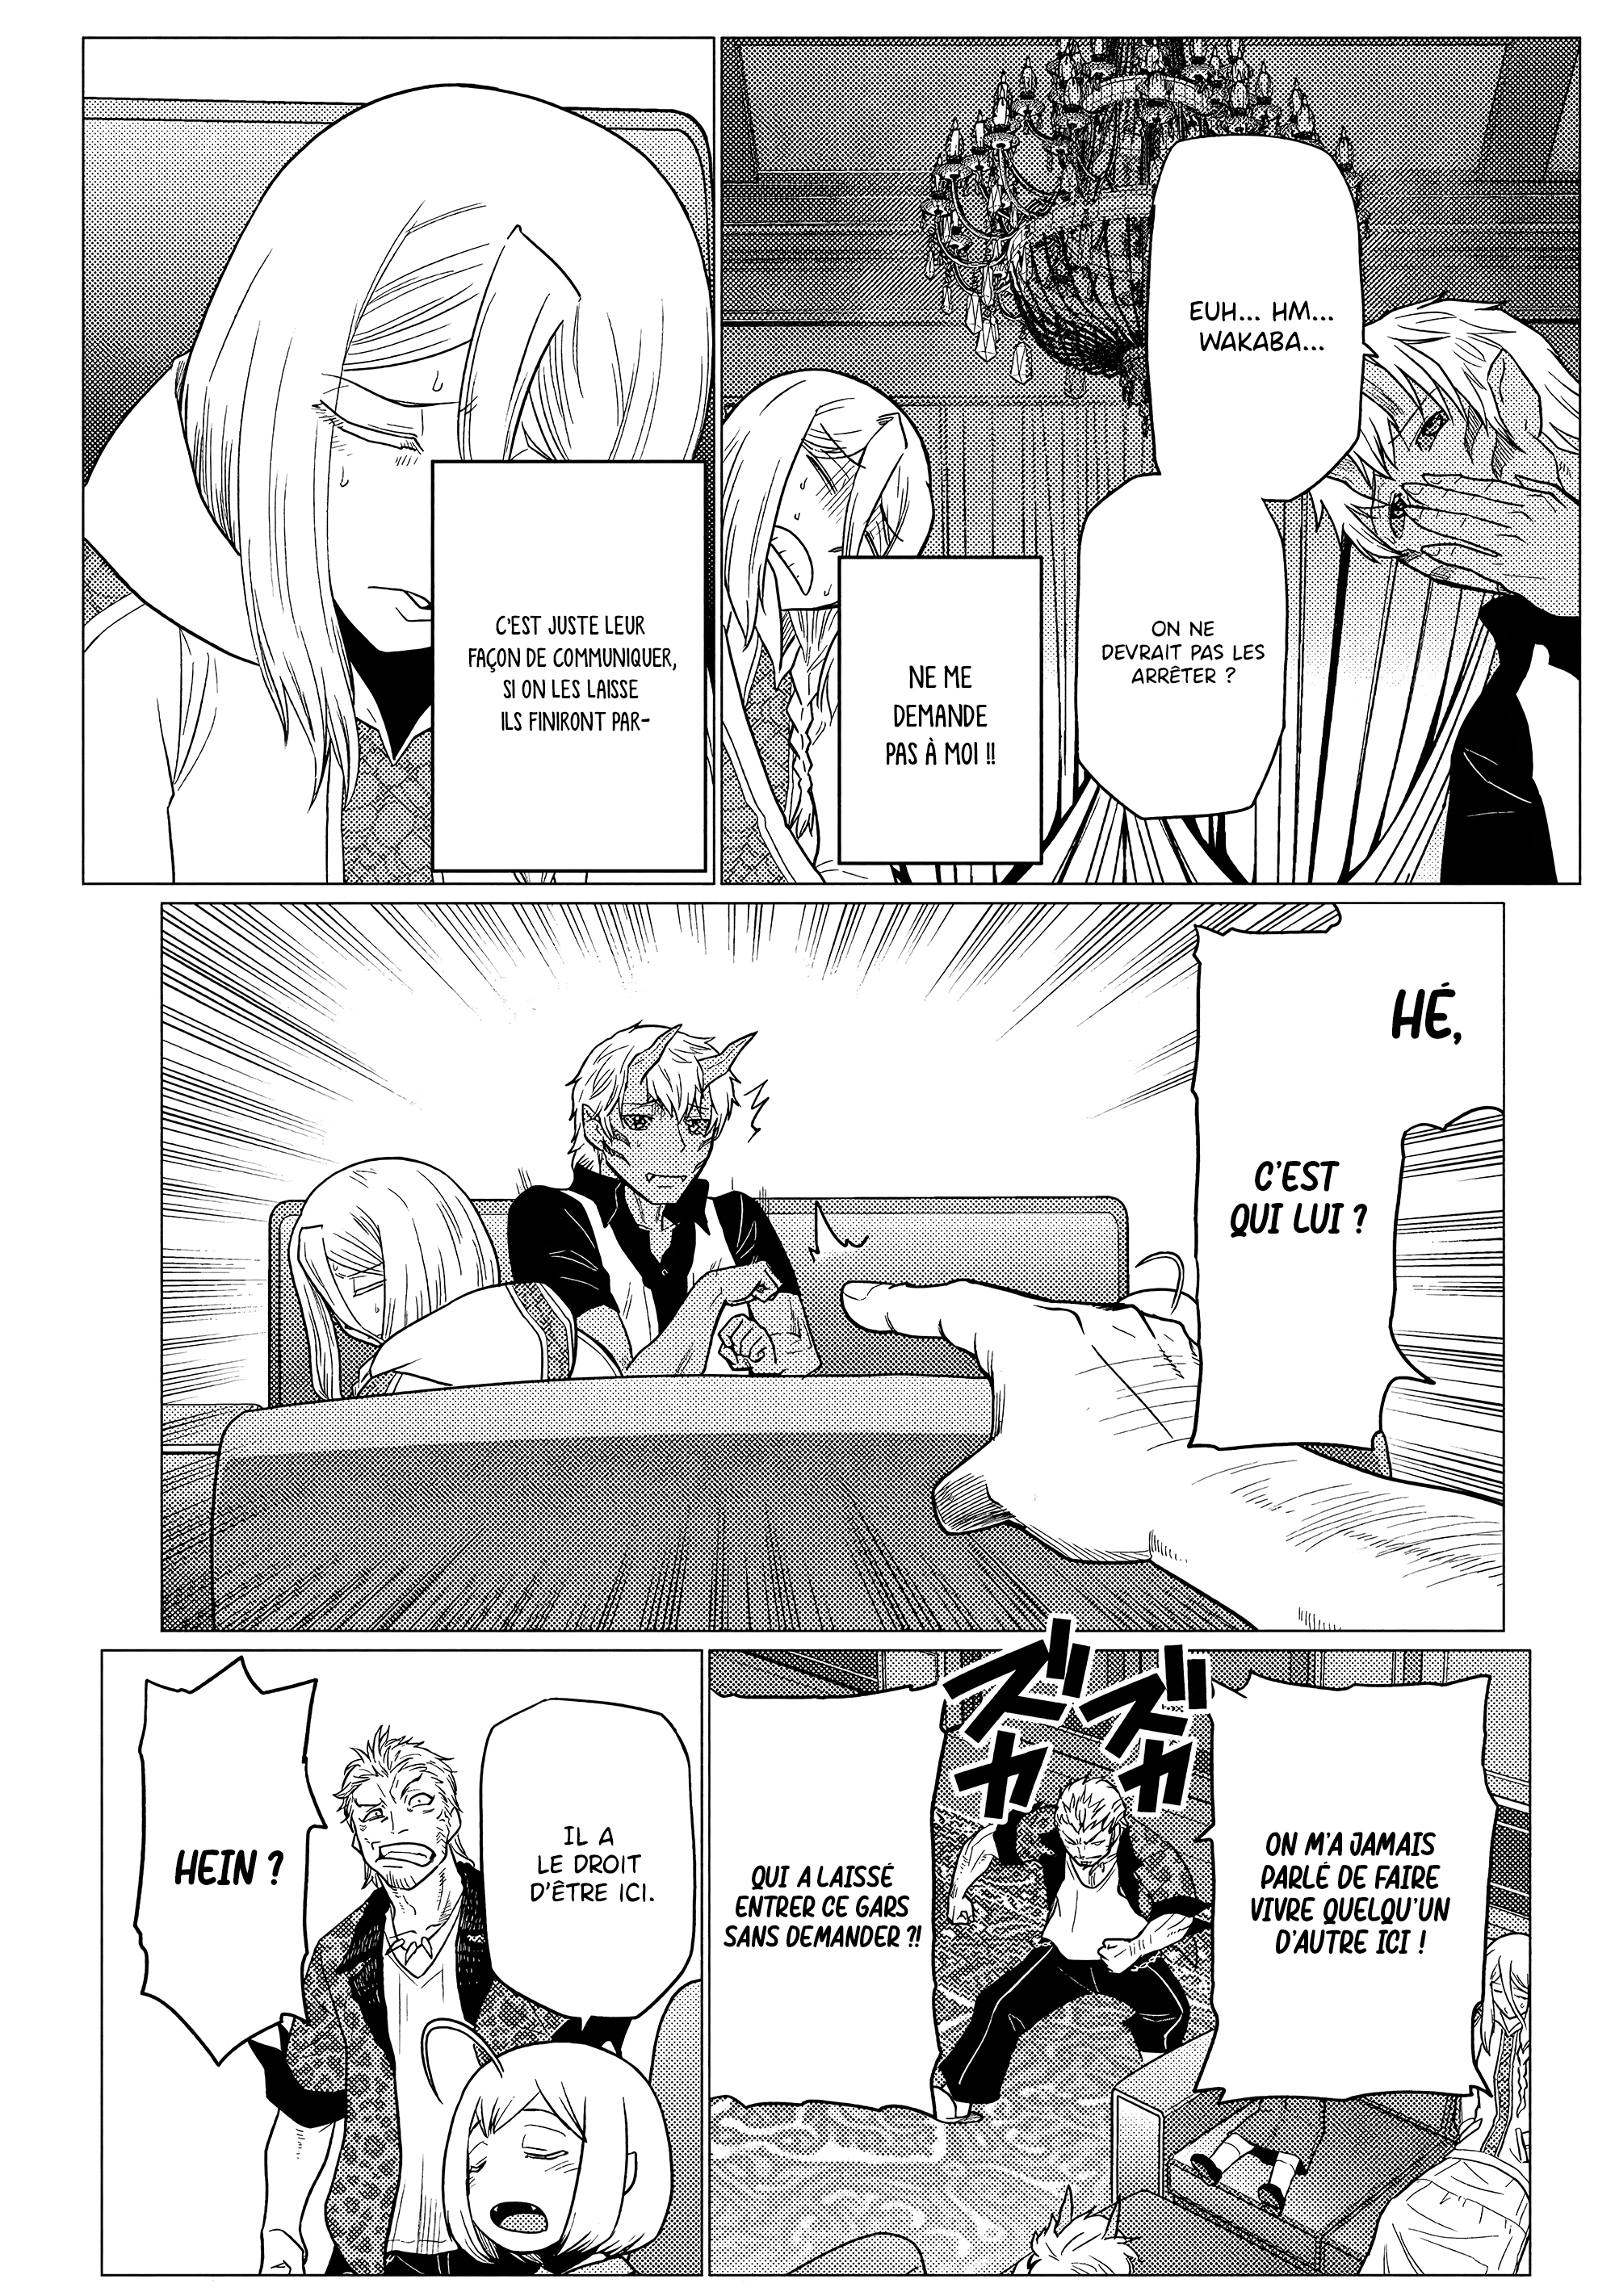 EUH... HM...
WAKABA...
ON NE
DEVRAIT PAS LES
ARRÊTER ?
NE ME
DEMANDE
PAS À MOI !!
C'EST JUSTE LEUR
FAÇON DE COMMUNIQUER,
SI ON LES LAISSE
ILS FINIRONT PAR-
HÉ,
C'EST
QUI LUI ?
ズカ
ズカ
ON M'A JAMAIS
PARLÉ DE FAIRE
VIVRE QUELQU'UN
D'AUTRE ICI !
QUI A LAISSÉ
ENTRER CE GARS
SANS DEMANDER ?!
IL A
LE DROIT
D'ÊTRE ICI.
HEIN ?